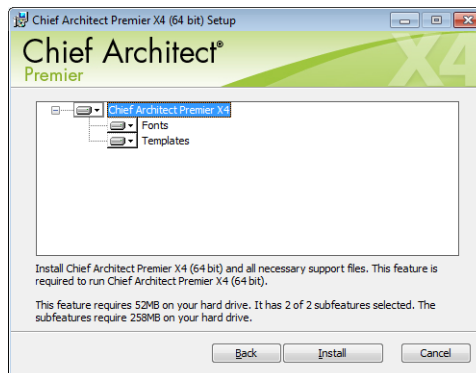 Chief Architect Premier X4 (64 bit) Setup
Chief Architect®
Premier
X4
Chief Architect Premier X4
Fonts
Templates
Install Chief Architect Premier X4 (64 bit) and all necessary support files. This feature is
required to run Chief Architect Premier X4 (64 bit).
This feature requires 52MB on your hard drive. It has 2 of 2 subfeatures selected. The
subfeatures require 258MB on your hard drive.
Back Install Cancel